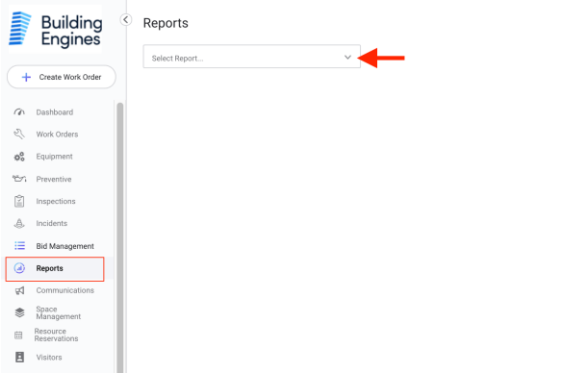 Building
Engines
Reports
Select Report...
Create Work Order
Dashboard
Work Orders
Equipment
Preventive
Inspections
Incidents
Bid Management
Reports
Communications
Space
Management
Resource
Reservations
Visitors